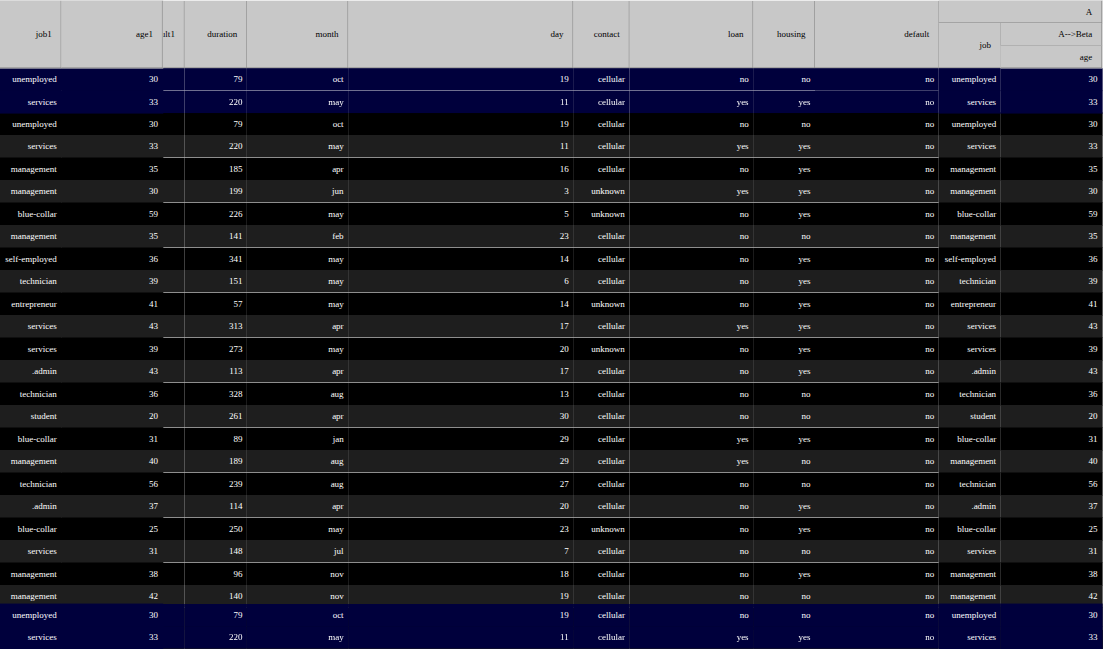 A
job1 age1 ılt1 duration month day contact loan housing default job A-->Beta
age
unemployed 30 79 oct 19 cellular no no no unemployed 30
services 33 220 may 11 cellular yes yes no services 33
unemployed 30 79 oct 19 cellular no no no unemployed 30
services 33 220 may 11 cellular yes yes no services 33
management 35 185 apr 16 cellular no yes no management 35
management 30 199 jun 3 unknown yes yes no management 30
blue-collar 59 226 may 5 unknown no yes no blue-collar 59
management 35 141 feb 23 cellular no no no management 35
self-employed 36 341 may 14 cellular no yes no self-employed 36
technician 39 151 may 6 cellular no yes no technician 39
entrepreneur 41 57 may 14 unknown no yes no entrepreneur 41
services 43 313 apr 17 cellular yes yes no services 43
services 39 273 may 20 unknown no yes no services 39
.admin 43 113 apr 17 cellular no yes no .admin 43
technician 36 328 aug 13 cellular no no no technician 36
student 20 261 apr 30 cellular no no no student 20
blue-collar 31 89 jan 29 cellular yes yes no blue-collar 31
management 40 189 aug 29 cellular yes no no management 40
technician 56 239 aug 27 cellular no no no technician 56
.admin 37 114 apr 20 cellular no yes no .admin 37
blue-collar 25 250 may 23 unknown no yes no blue-collar 25
services 31 148 jul 7 cellular no no no services 31
management 38 96 nov 18 cellular no yes no management 38
management 42 140 nov 19 cellular no no no management 42
unemployed 30 79 oct 19 cellular no no no unemployed 30
services 33 220 may 11 cellular yes yes no services 33